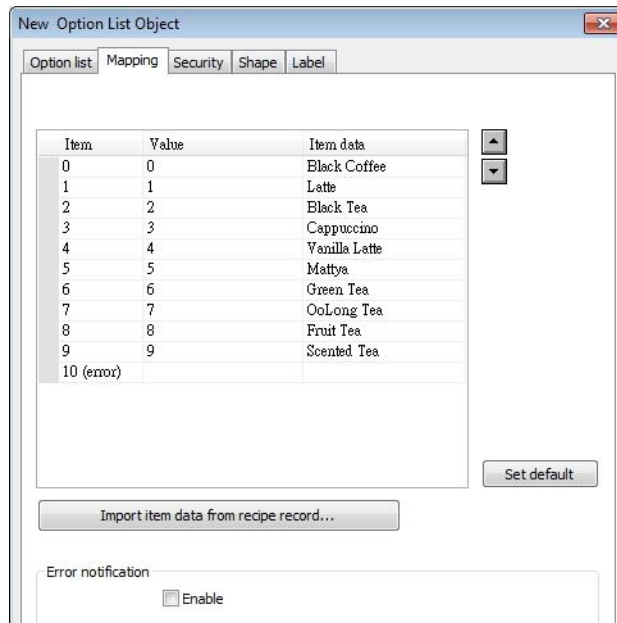 New Option List Object
Option list Mapping Security Shape Label
Item Value Item data
0 0 Black Coffee
1 1 Latte
2 2 Black Tea
3 3 Cappuccino
4 4 Vanilla Latte
5 5 Mattya
6 6 Green Tea
7 7 OoLong Tea
8 8 Fruit Tea
9 9 Scented Tea
10 (error)
Set default
Import item data from recipe record...
Error notification
Enable